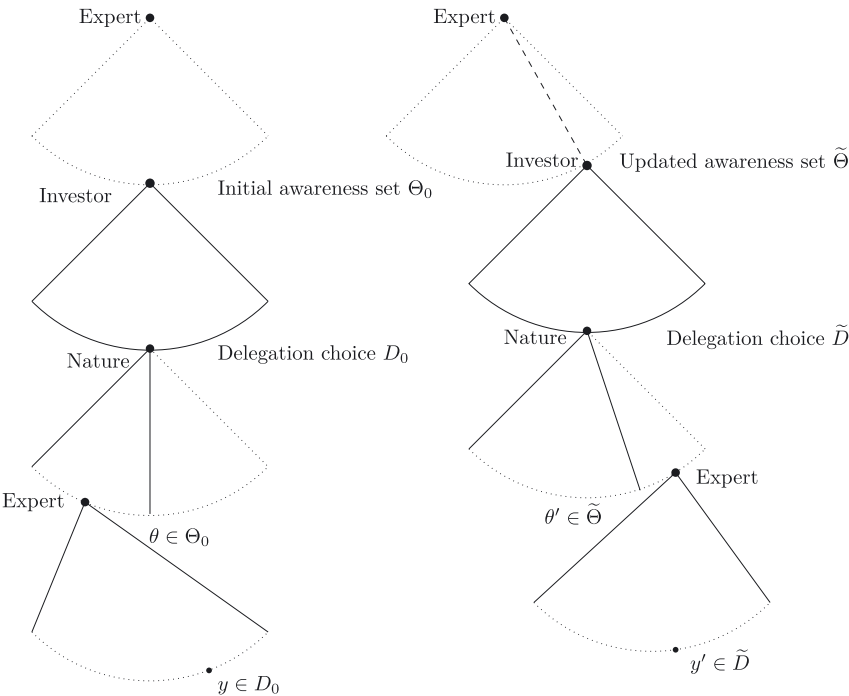 Expert
Investor
Initial awareness set Θ₀
Nature
Delegation choice D₀
Expert
θ ∈ Θ₀
y ∈ D₀
Expert
Investor
Updated awareness set Θ̃
Nature
Delegation choice D̃
Expert
θ′ ∈ Θ̃
y′ ∈ D̃